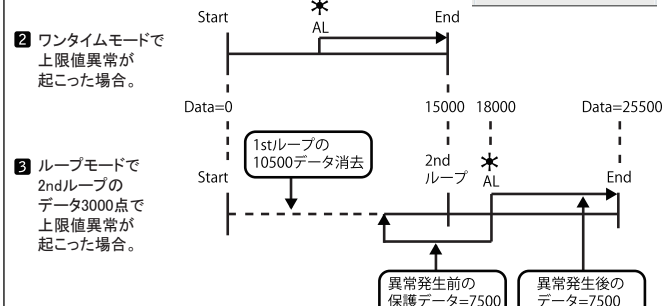 Start
AL
End
2 ワンタイムモードで
上限値異常が
起こった場合。
Data=0
15000
18000
Data=25500
1stループの
10500データ消去
3 ループモードで
2ndループの
データ3000点で
上限値異常が
起こった場合。
Start
2nd
ループ
AL
End
異常発生前の
保護データ=7500
異常発生後の
データ=7500